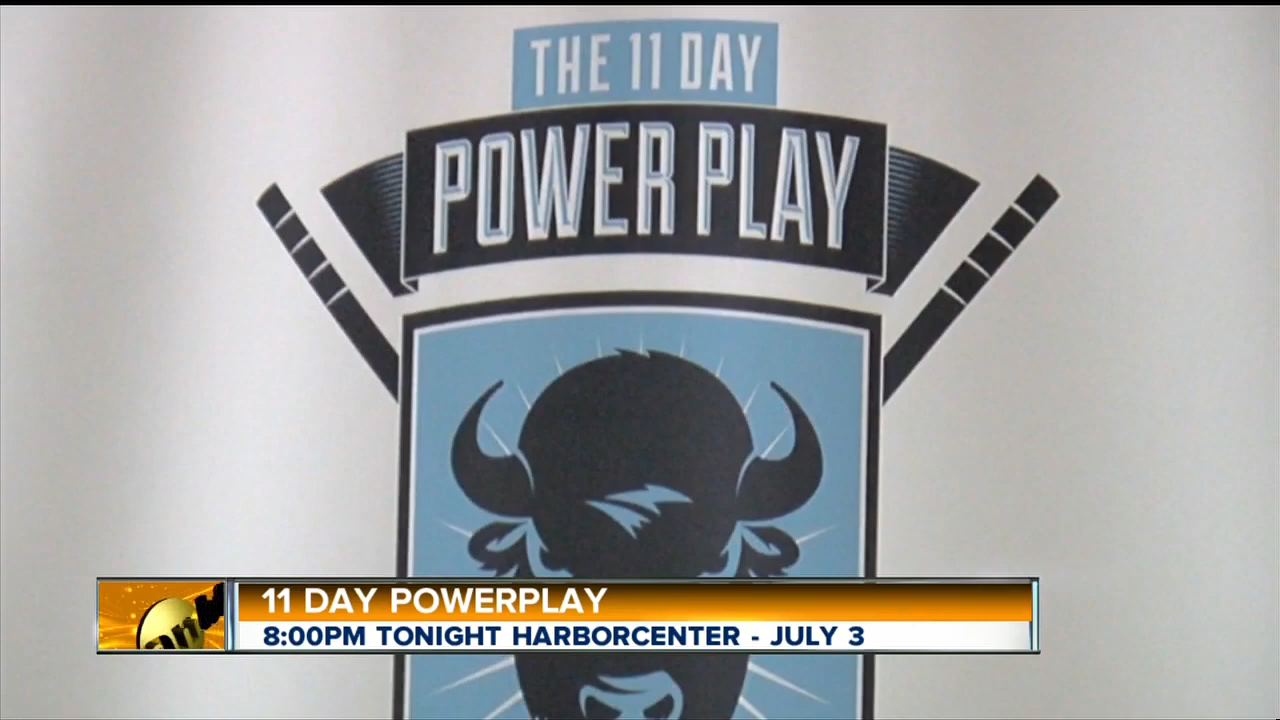 THE 11 DAY
POWER PLAY
11 DAY POWERPLAY
8:00PM TONIGHT HARBORCENTER - JULY 3